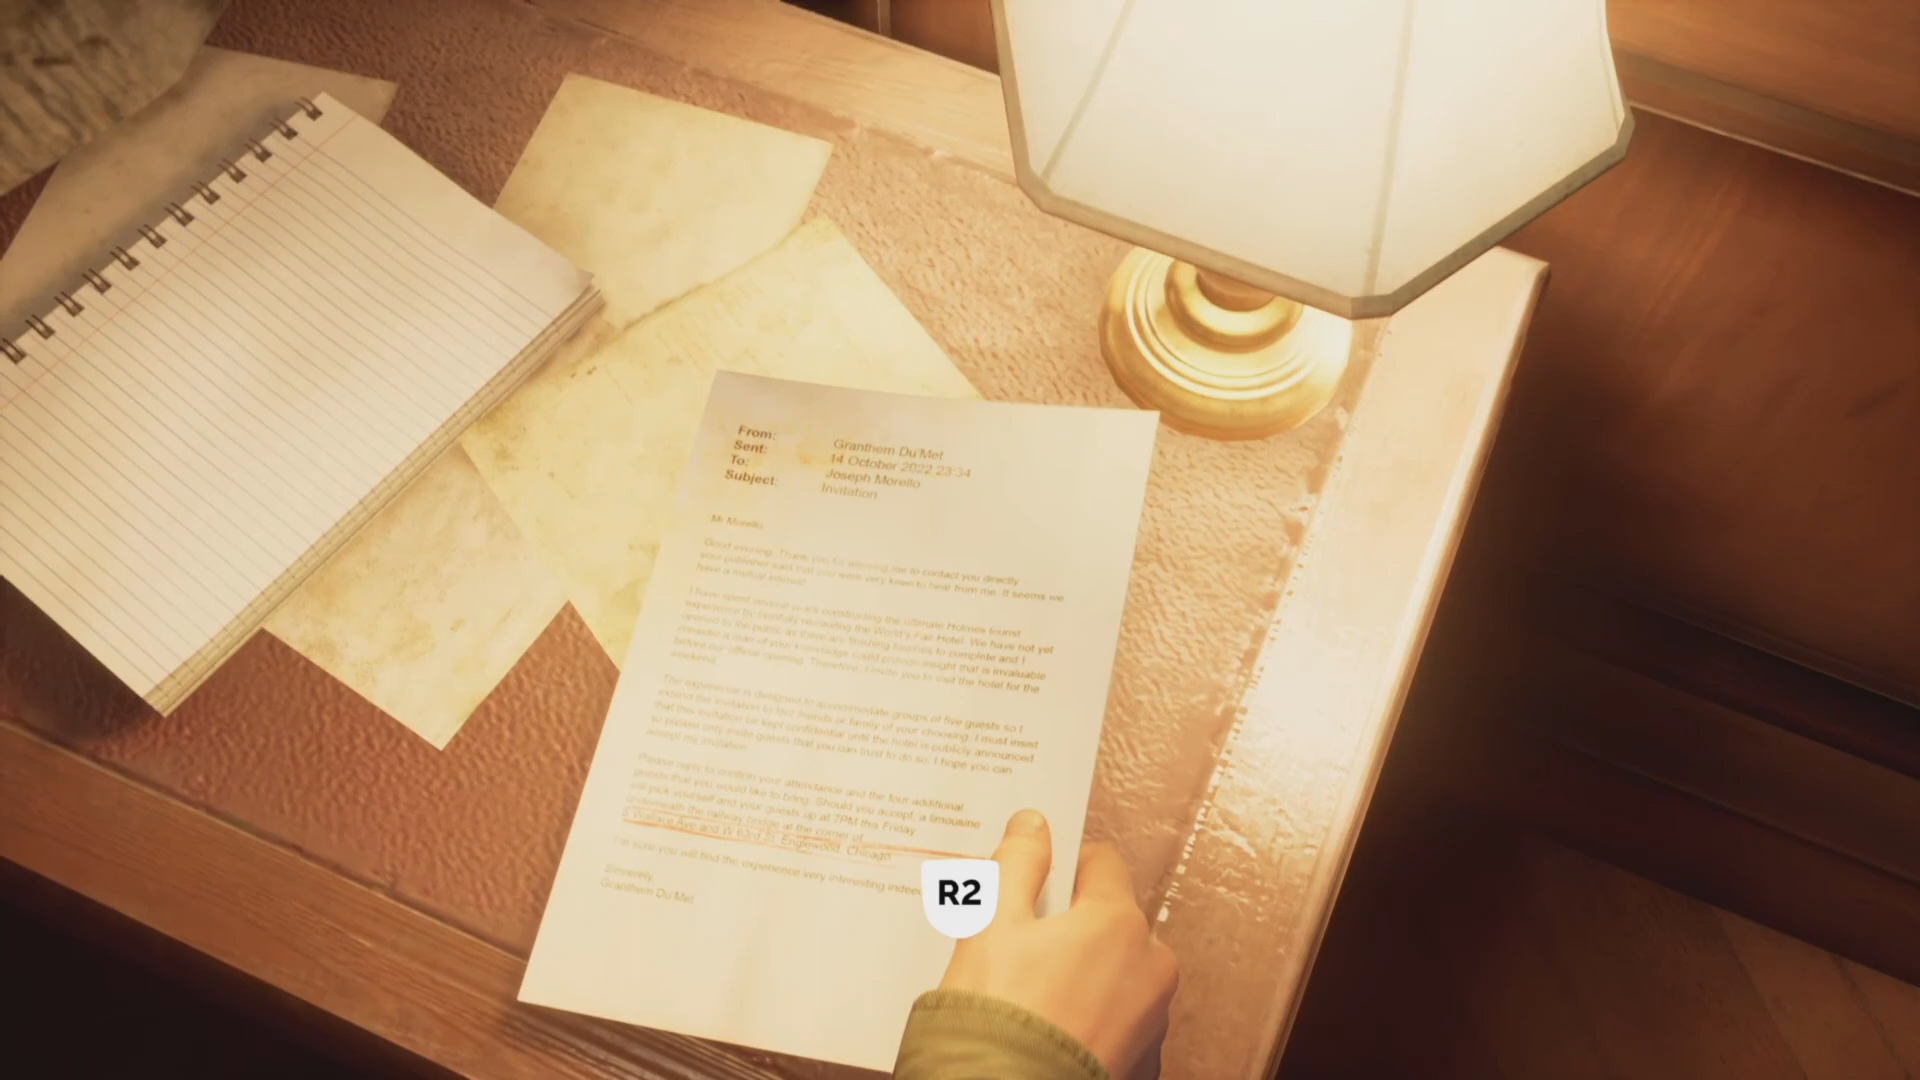 From: Granthem Du'Met
Sent: 14 October 2022 23:34
To: Joseph Morello
Subject: Invitation
Mr Morello,
Good evening. Thank you for allowing me to contact you directly
your publisher said that you were very keen to hear from me. It seems we
have a mutual interest!
I have spent several years constructing the ultimate Holmes tourist
experience by faithfully recreating the World's Fair Hotel. We have not yet
opened to the public as there are finishing touches to complete and I
consider a man of your knowledge could provide insight that is invaluable
before our official opening. Therefore, I invite you to visit the hotel for the
weekend.
The experience is designed to accommodate groups of five guests so I
extend the invitation to four friends or family of your choosing. I must insist
that this invitation be kept confidential until the hotel is publicly announced
so please only invite guests that you can trust to do so. I hope you can
accept my invitation.
Please reply to confirm your attendance and the four additional
guests that you would like to bring. Should you accept, a limousine
will pick yourself and your guests up at 7PM this Friday
underneath the railway bridge at the corner of
S Wallace Ave and W 63rd St, Englewood, Chicago
I'm sure you will find the experience very interesting indeed
Sincerely,
Granthem Du'Met
R2